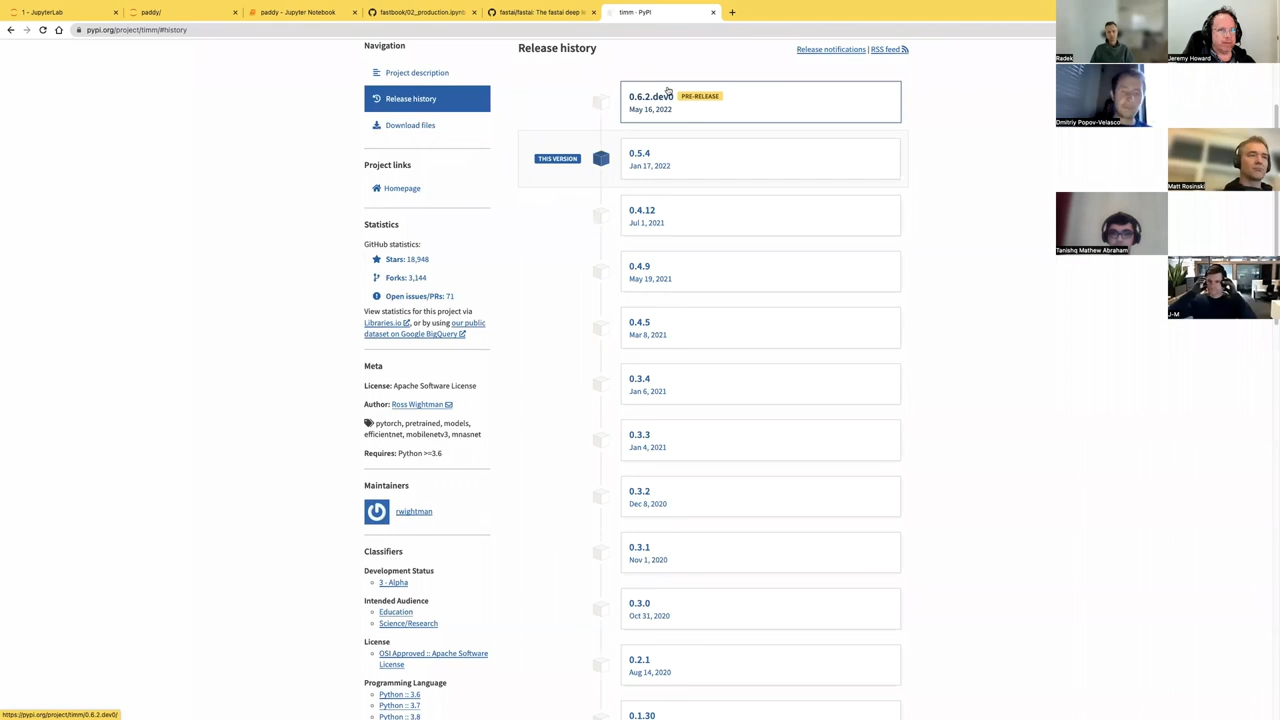 1 - JupyterLab
paddy/
paddy - Jupyter Notebook
fastbook/02_production.ipynb
fastai/fastai: The fastai deep le
timm · PyPI
pypi.org/project/timm/#history
Navigation
Project description
Release history
Download files
Project links
Homepage
Statistics
GitHub statistics:
Stars: 18,948
Forks: 3,144
Open issues/PRs: 71
View statistics for this project via
Libraries.io, or by using our public
dataset on Google BigQuery
Meta
License: Apache Software License
Author: Ross Wightman
pytorch, pretrained, models,
efficientnet, mobilenetv3, mnasnet
Requires: Python >=3.6
Maintainers
rwightman
Classifiers
Development Status
3 - Alpha
Intended Audience
Education
Science/Research
License
OSI Approved :: Apache Software
License
Programming Language
Python :: 3.6
Python :: 3.7
Python :: 3.8
Release history
Release notifications | RSS feed
0.6.2.dev0 PRE-RELEASE
May 16, 2022
THIS VERSION
0.5.4
Jan 17, 2022
0.4.12
Jul 1, 2021
0.4.9
May 19, 2021
0.4.5
Mar 8, 2021
0.3.4
Jan 6, 2021
0.3.3
Jan 4, 2021
0.3.2
Dec 8, 2020
0.3.1
Nov 1, 2020
0.3.0
Oct 31, 2020
0.2.1
Aug 14, 2020
0.1.30
https://pypi.org/project/timm/0.6.2.dev0/
Radek
Jeremy Howard
Dmitriy Popov-Velasco
Matt Rosinski
Tanishq Mathew Abraham
J-M